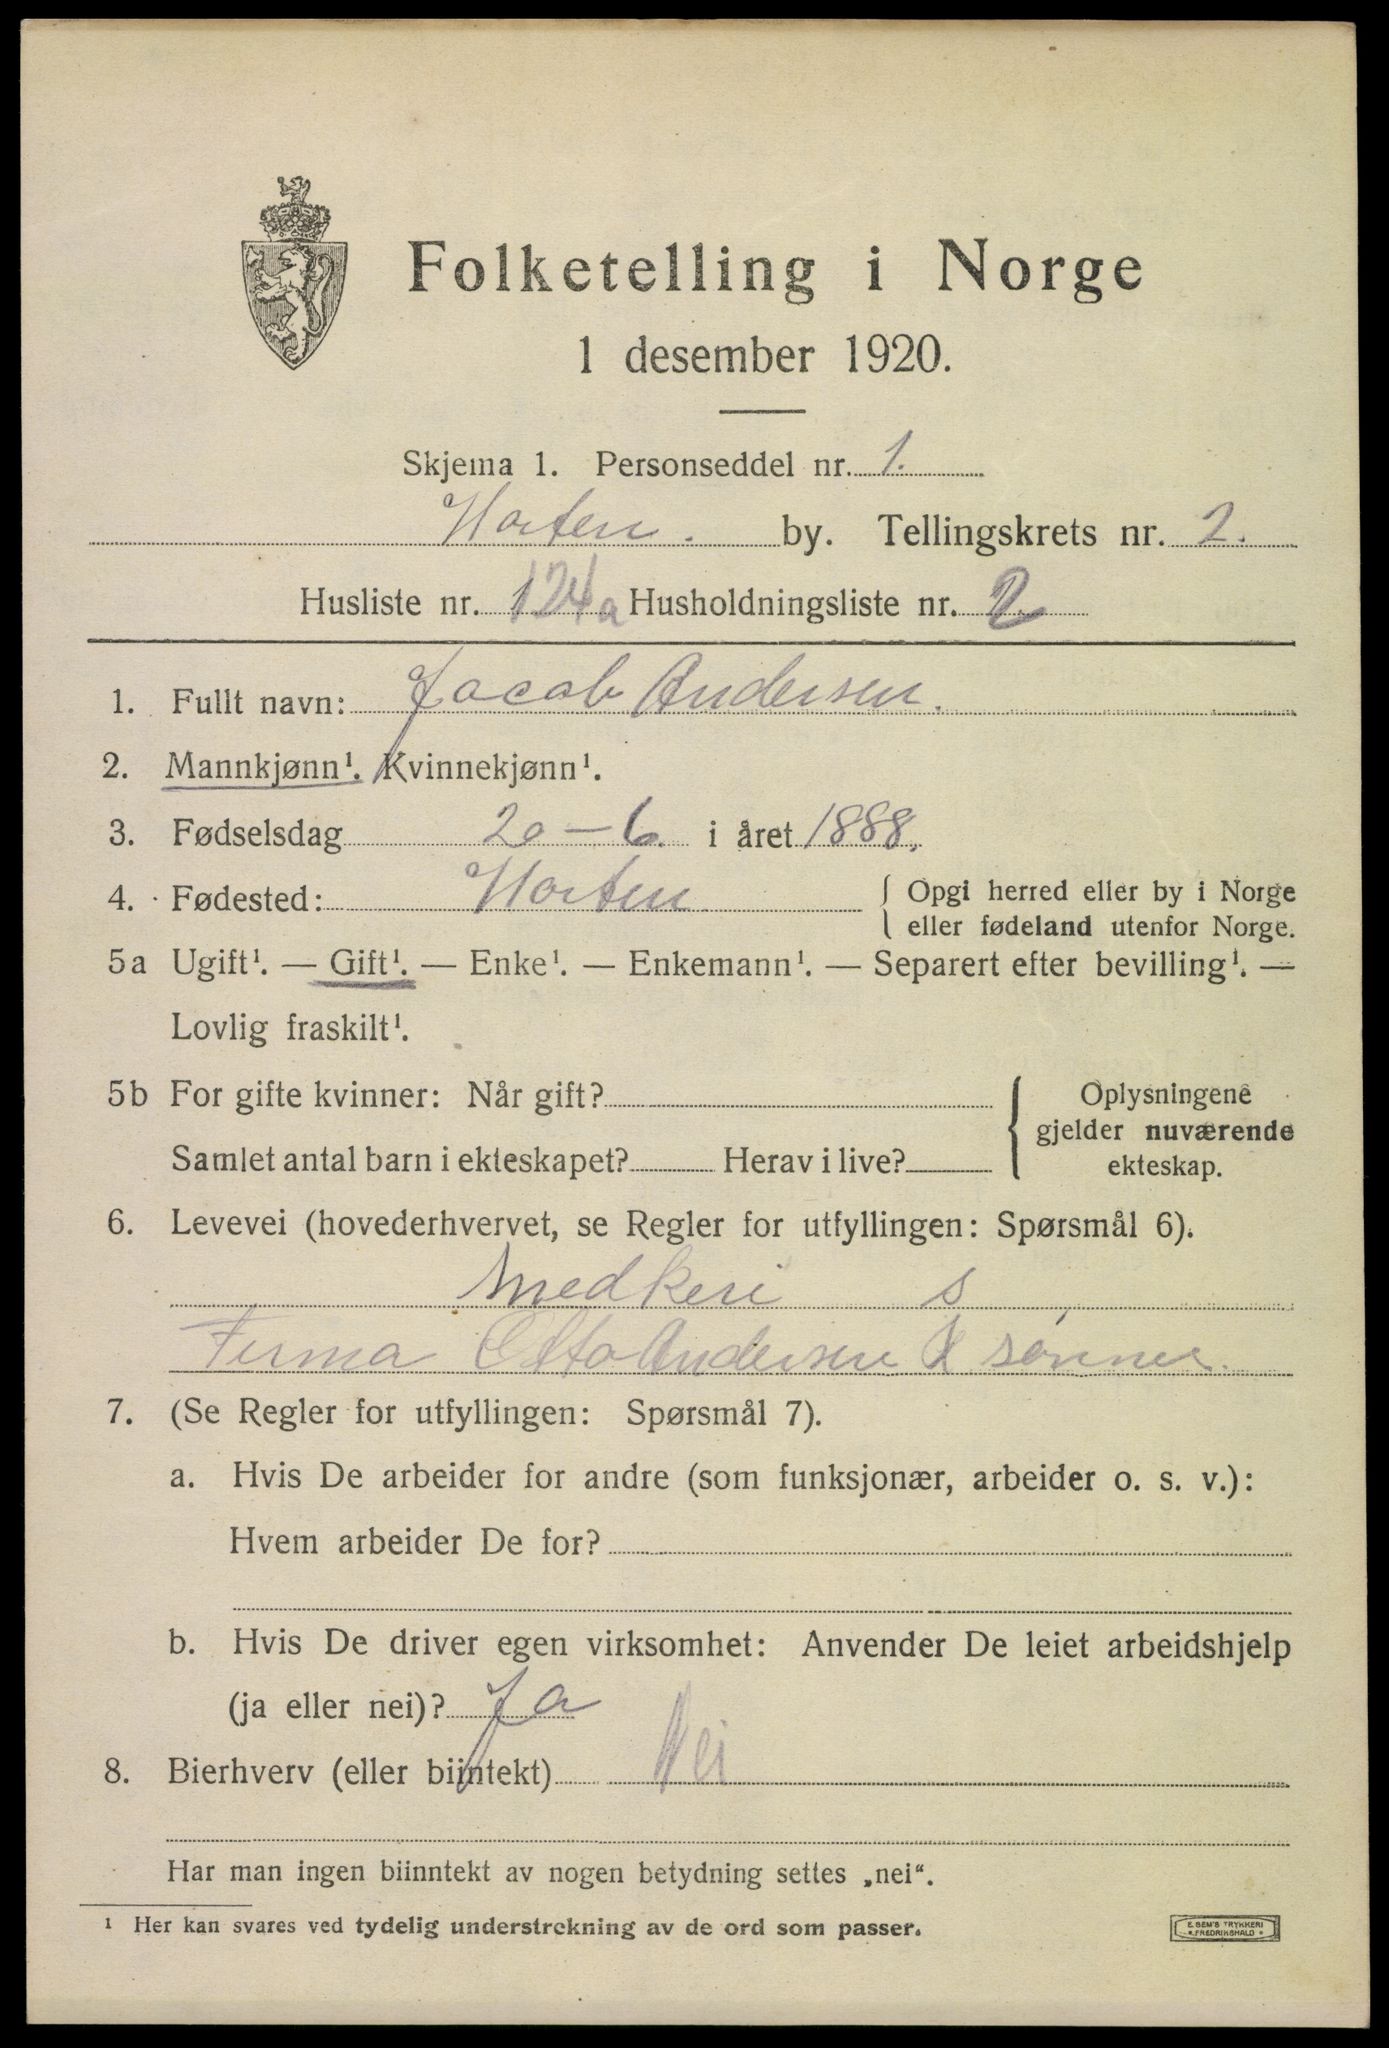 Folketelling i Norge
1 desember 1920.
Skjema 1. Personseddel nr. 1.
Horten. by. Tellingskrets nr. 2.
Husliste nr. 124a Husholdningsliste nr. 2
1. Fullt navn: Jacob Andersen.
2. Mannkjønn¹. Kvinnekjønn¹.
3. Fødselsdag 20-6. i året 1888.
4. Fødested: Horten { Opgi herred eller by i Norge
eller fødeland utenfor Norge.
5a Ugift¹. — Gift¹. — Enke¹. — Enkemann¹. — Separert efter bevilling¹. —
Lovlig fraskilt¹.
5b For gifte kvinner: Når gift? { Oplysningene
gjelder nuværende
Samlet antal barn i ekteskapet? Herav i live? ekteskap.
6. Levevei (hovederhvervet, se Regler for utfyllingen: Spørsmål 6).
Snedkeri s
Firma Otto Andersen & sønner.
7. (Se Regler for utfyllingen: Spørsmål 7).
a. Hvis De arbeider for andre (som funksjonær, arbeider o. s. v.):
Hvem arbeider De for?
b. Hvis De driver egen virksomhet: Anvender De leiet arbeidshjelp
(ja eller nei)? Ja
8. Bierhverv (eller biinntekt) Nei
Har man ingen biinntekt av nogen betydning settes „nei“.
¹ Her kan svares ved tydelig understrekning av de ord som passer.
E. SEM'S TRYKKERI
FREDRIKSHALD